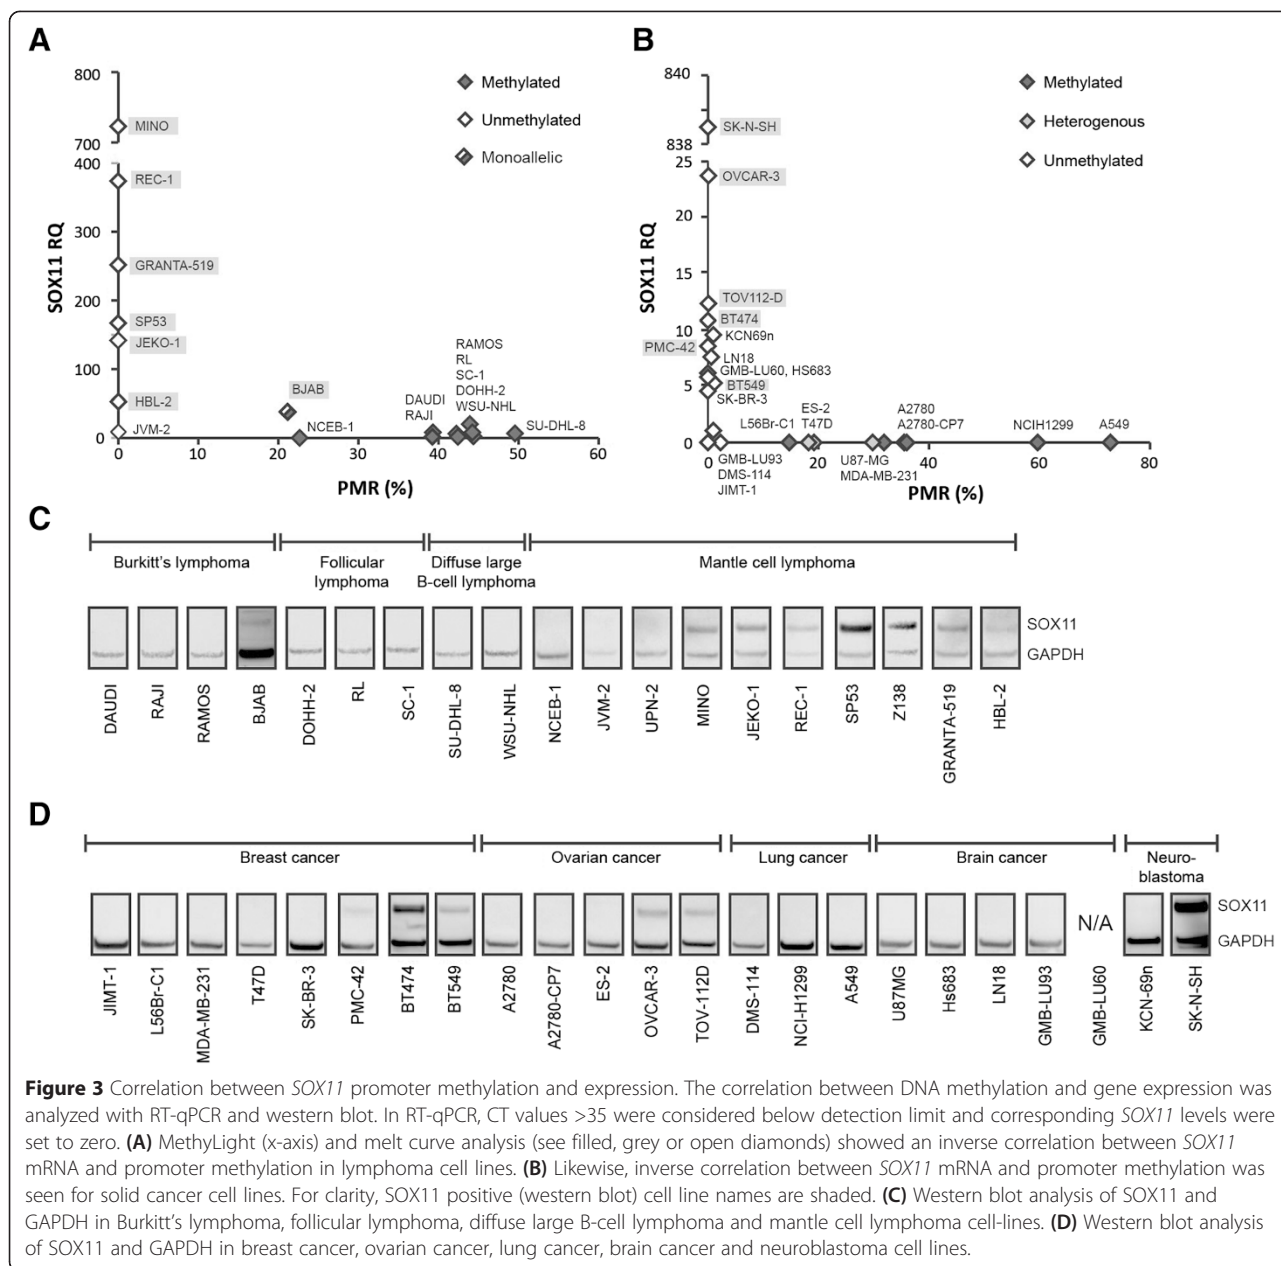 A
800
MINO
700
400
REC-1
300
GRANTA-519
200
SP53
JEKO-1
100
HBL-2
JVM-2
0
SOX11 RQ
Methylated
Unmethylated
Monoallelic
BJAB
NCEB-1
DAUDI
RAJI
RAMOS
RL
SC-1
DOHH-2
WSU-NHL
SU-DHL-8
0 10 20 30 40 50 60
PMR (%)
B
840
SK-N-SH
838
25
OVCAR-3
20
15
TOV112-D
BT474
10
KCN69n
PMC-42
LN18
GMB-LU60, HS683
5
BT549
SK-BR-3
0
SOX11 RQ
Methylated
Heterogenous
Unmethylated
L56Br-C1
ES-2
T47D
A2780
A2780-CP7
NCIH1299
A549
0 20 40 60 80
GMB-LU93
DMS-114
JIMT-1
U87-MG
MDA-MB-231
PMR (%)
C
Burkitt's lymphoma
Follicular
lymphoma
Diffuse large
B-cell lymphoma
Mantle cell lymphoma
SOX11
GAPDH
DAUDI
RAJI
RAMOS
BJAB
DOHH-2
RL
SC-1
SU-DHL-8
WSU-NHL
NCEB-1
JVM-2
UPN-2
MINO
JEKO-1
REC-1
SP53
Z138
GRANTA-519
HBL-2
D
Breast cancer
Ovarian cancer
Lung cancer
Brain cancer
Neuro-
blastoma
N/A
SOX11
GAPDH
JIMT-1
L56Br-C1
MDA-MB-231
T47D
SK-BR-3
PMC-42
BT474
BT549
A2780
A2780-CP7
ES-2
OVCAR-3
TOV-112D
DMS-114
NCI-H1299
A549
U87MG
Hs683
LN18
GMB-LU93
GMB-LU60
KCN-69n
SK-N-SH
Figure 3 Correlation between SOX11 promoter methylation and expression. The correlation between DNA methylation and gene expression was
analyzed with RT-qPCR and western blot. In RT-qPCR, CT values >35 were considered below detection limit and corresponding SOX11 levels were
set to zero. (A) MethyLight (x-axis) and melt curve analysis (see filled, grey or open diamonds) showed an inverse correlation between SOX11
mRNA and promoter methylation in lymphoma cell lines. (B) Likewise, inverse correlation between SOX11 mRNA and promoter methylation was
seen for solid cancer cell lines. For clarity, SOX11 positive (western blot) cell line names are shaded. (C) Western blot analysis of SOX11 and
GAPDH in Burkitt's lymphoma, follicular lymphoma, diffuse large B-cell lymphoma and mantle cell lymphoma cell-lines. (D) Western blot analysis
of SOX11 and GAPDH in breast cancer, ovarian cancer, lung cancer, brain cancer and neuroblastoma cell lines.